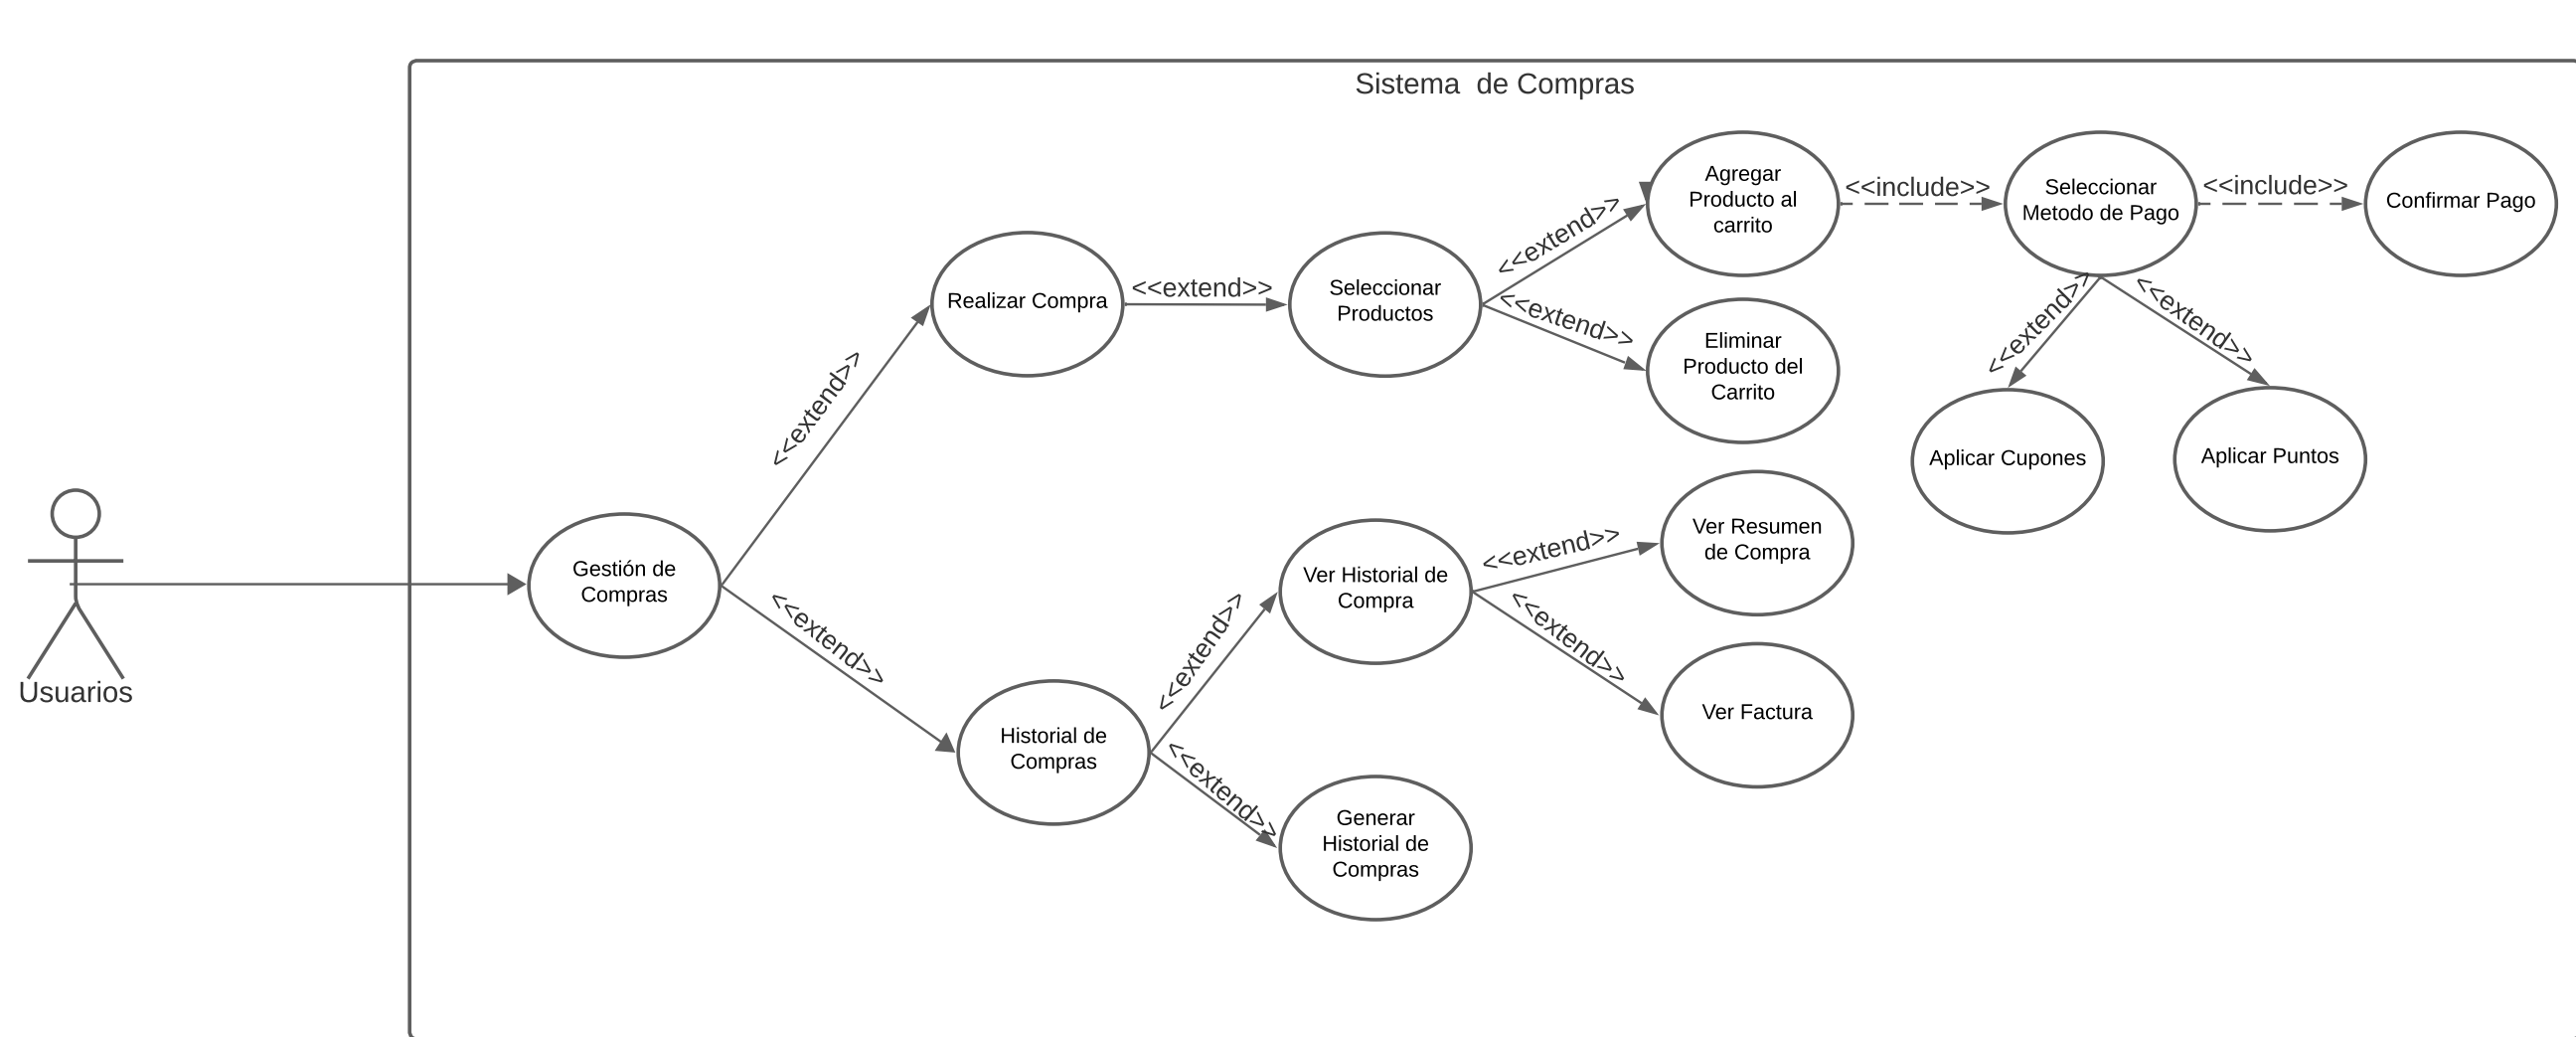 Sistema  de Compras
Agregar
Producto al
carrito
<<include>>
Seleccionar
Metodo de Pago
<<include>>
Confirmar Pago
<<extend>>
Realizar Compra
<<extend>>
Seleccionar
Productos
<<extend>>
Eliminar
Producto del
Carrito
<<extend>>
<<extend>>
Aplicar Cupones
Aplicar Puntos
<<extend>>
Usuarios
Gestión de
Compras
<<extend>>
Historial de
Compras
<<extend>>
Ver Historial de
Compra
<<extend>>
Ver Resumen
de Compra
<<extend>>
Ver Factura
<<extend>>
Generar
Historial de
Compras